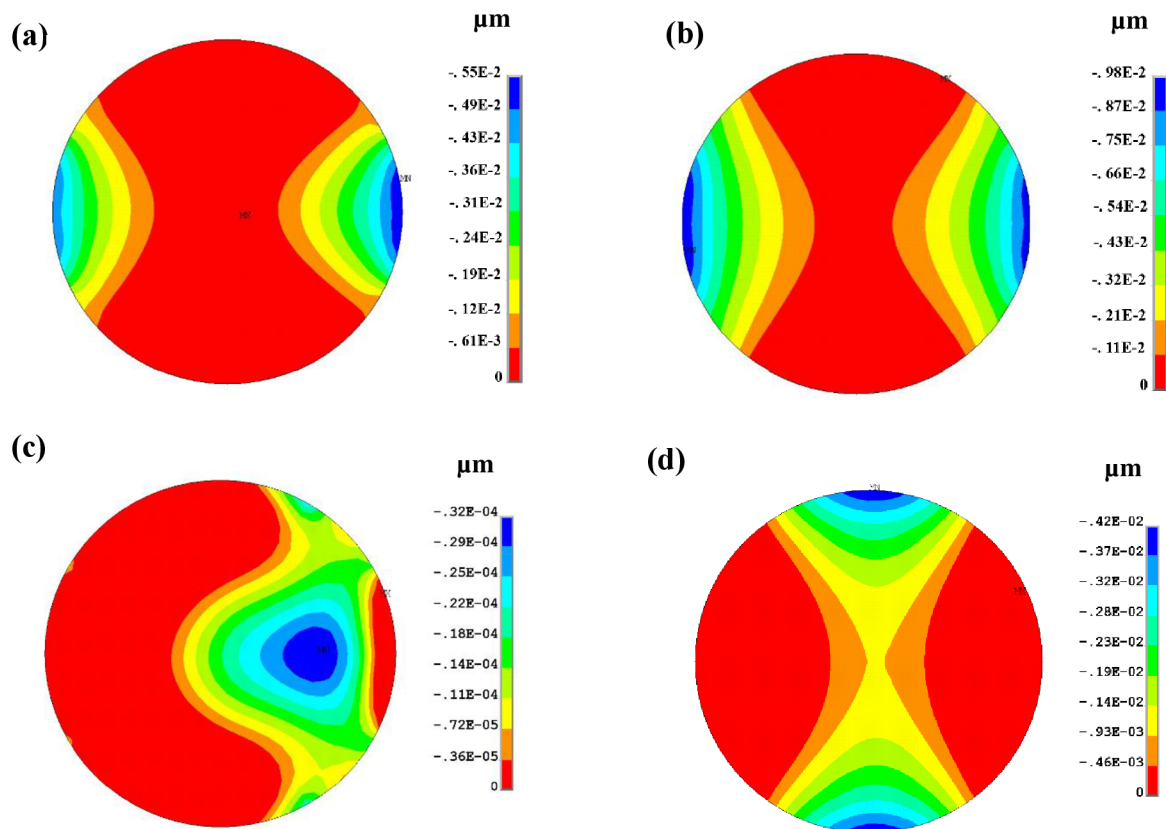 (a)
µm
-. 55E-2
-. 49E-2
-. 43E-2
-. 36E-2
-. 31E-2
-. 24E-2
-. 19E-2
-. 12E-2
-. 61E-3
0
MN
(b)
µm
-. 98E-2
-. 87E-2
-. 75E-2
-. 66E-2
-. 54E-2
-. 43E-2
-. 32E-2
-. 21E-2
-. 11E-2
0
MN
(c)
µm
-.32E-04
-.29E-04
-.25E-04
-.22E-04
-.18E-04
-.14E-04
-.11E-04
-.72E-05
-.36E-05
0
(d)
µm
-.42E-02
-.37E-02
-.32E-02
-.28E-02
-.23E-02
-.19E-02
-.14E-02
-.93E-03
-.46E-03
0
MN